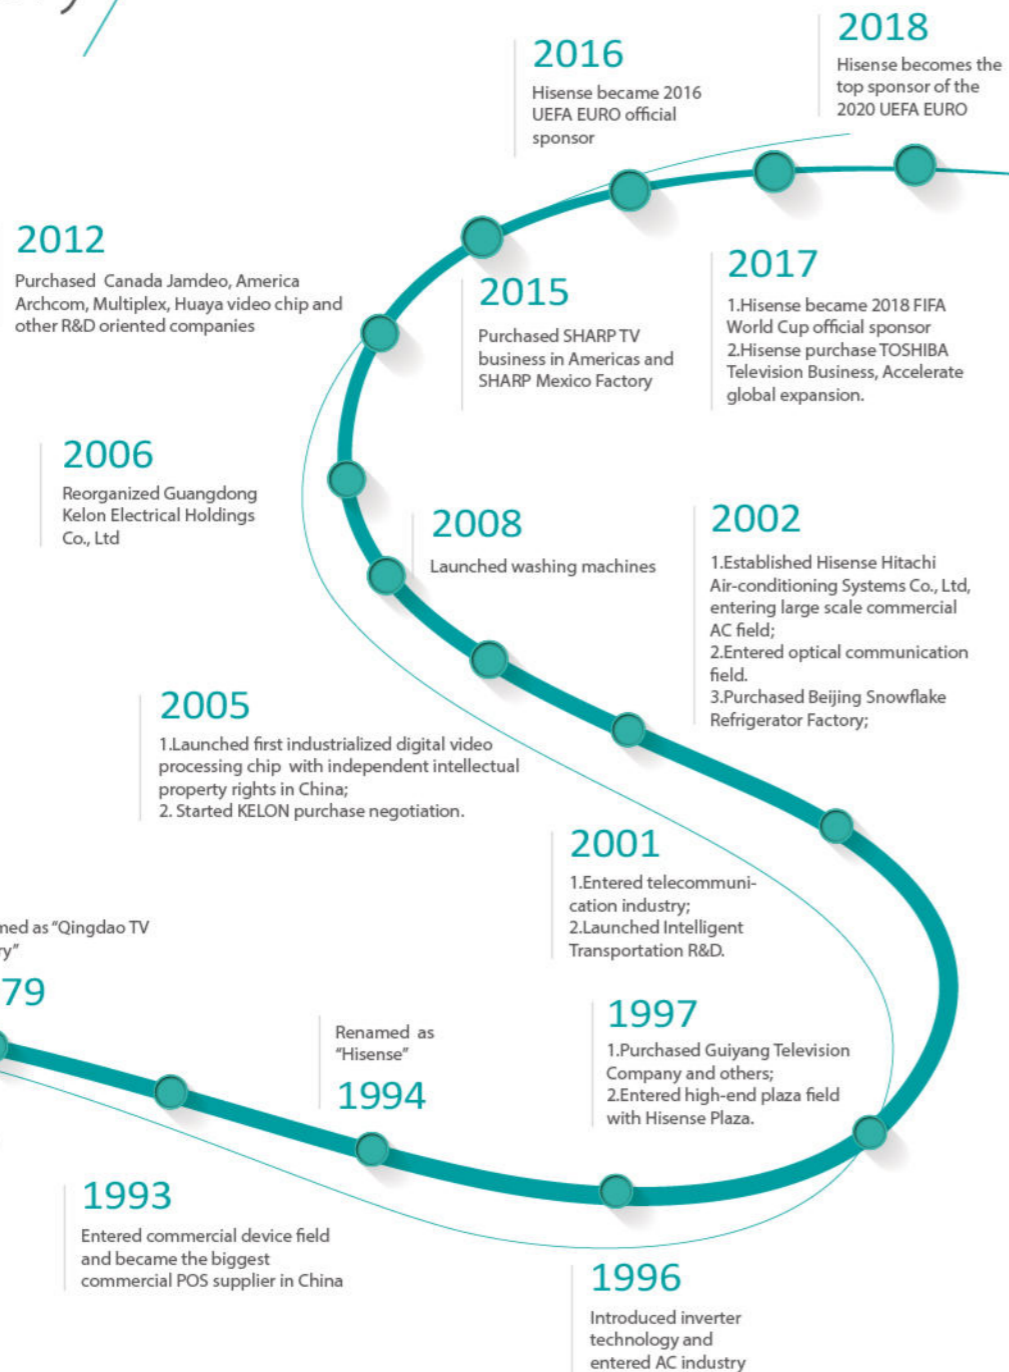 2018
Hisense becomes the
top sponsor of the
2020 UEFA EURO
2016
Hisense became 2016
UEFA EURO official
sponsor
2012
Purchased Canada Jamdeo, America
Archcom, Multiplex, Huaya video chip and
other R&D oriented companies
2015
Purchased SHARP TV
business in Americas and
SHARP Mexico Factory
2017
1.Hisense became 2018 FIFA
World Cup official sponsor
2.Hisense purchase TOSHIBA
Television Business, Accelerate
global expansion.
2006
Reorganized Guangdong
Kelon Electrical Holdings
Co., Ltd
2008
Launched washing machines
2002
1.Established Hisense Hitachi
Air-conditioning Systems Co., Ltd,
entering large scale commercial
AC field;
2.Entered optical communication
field.
3.Purchased Beijing Snowflake
Refrigerator Factory;
2005
1.Launched first industrialized digital video
processing chip with independent intellectual
property rights in China;
2. Started KELON purchase negotiation.
2001
1.Entered telecommuni-
cation industry;
2.Launched Intelligent
Transportation R&D.
med as "Qingdao TV
ry"
79
1997
1.Purchased Guiyang Television
Company and others;
2.Entered high-end plaza field
with Hisense Plaza.
Renamed as
"Hisense"
1994
1993
Entered commercial device field
and became the biggest
commercial POS supplier in China
1996
Introduced inverter
technology and
entered AC industry